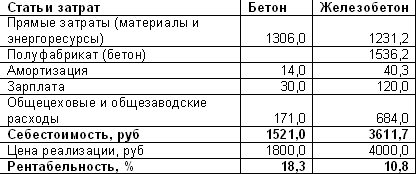 Статьи затрат Бетон Железобетон
Прямые затраты (материалы и
энергоресурсы) 1306,0 1231,2
Полуфабрикат (бетон) 1536,2
Амортизация 14,0 40,3
Зарплата 30,0 120,0
Общецеховые и общезаводские
расходы 171,0 684,0
Себестоимость, руб 1521,0 3611,7
Цена реализации, руб 1800,0 4000,0
Рентабельность, % 18,3 10,8